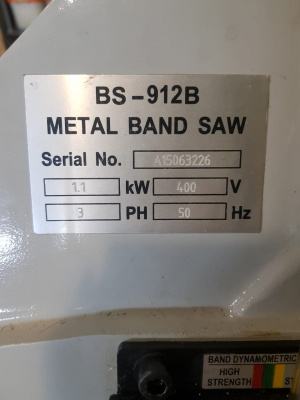 BS-912B
METAL BAND SAW
Serial No. 415063226
1.1 kW 400 V
3 PH 50 Hz
BAND DYNAMOMETRIC
HIGH
STRENGTH